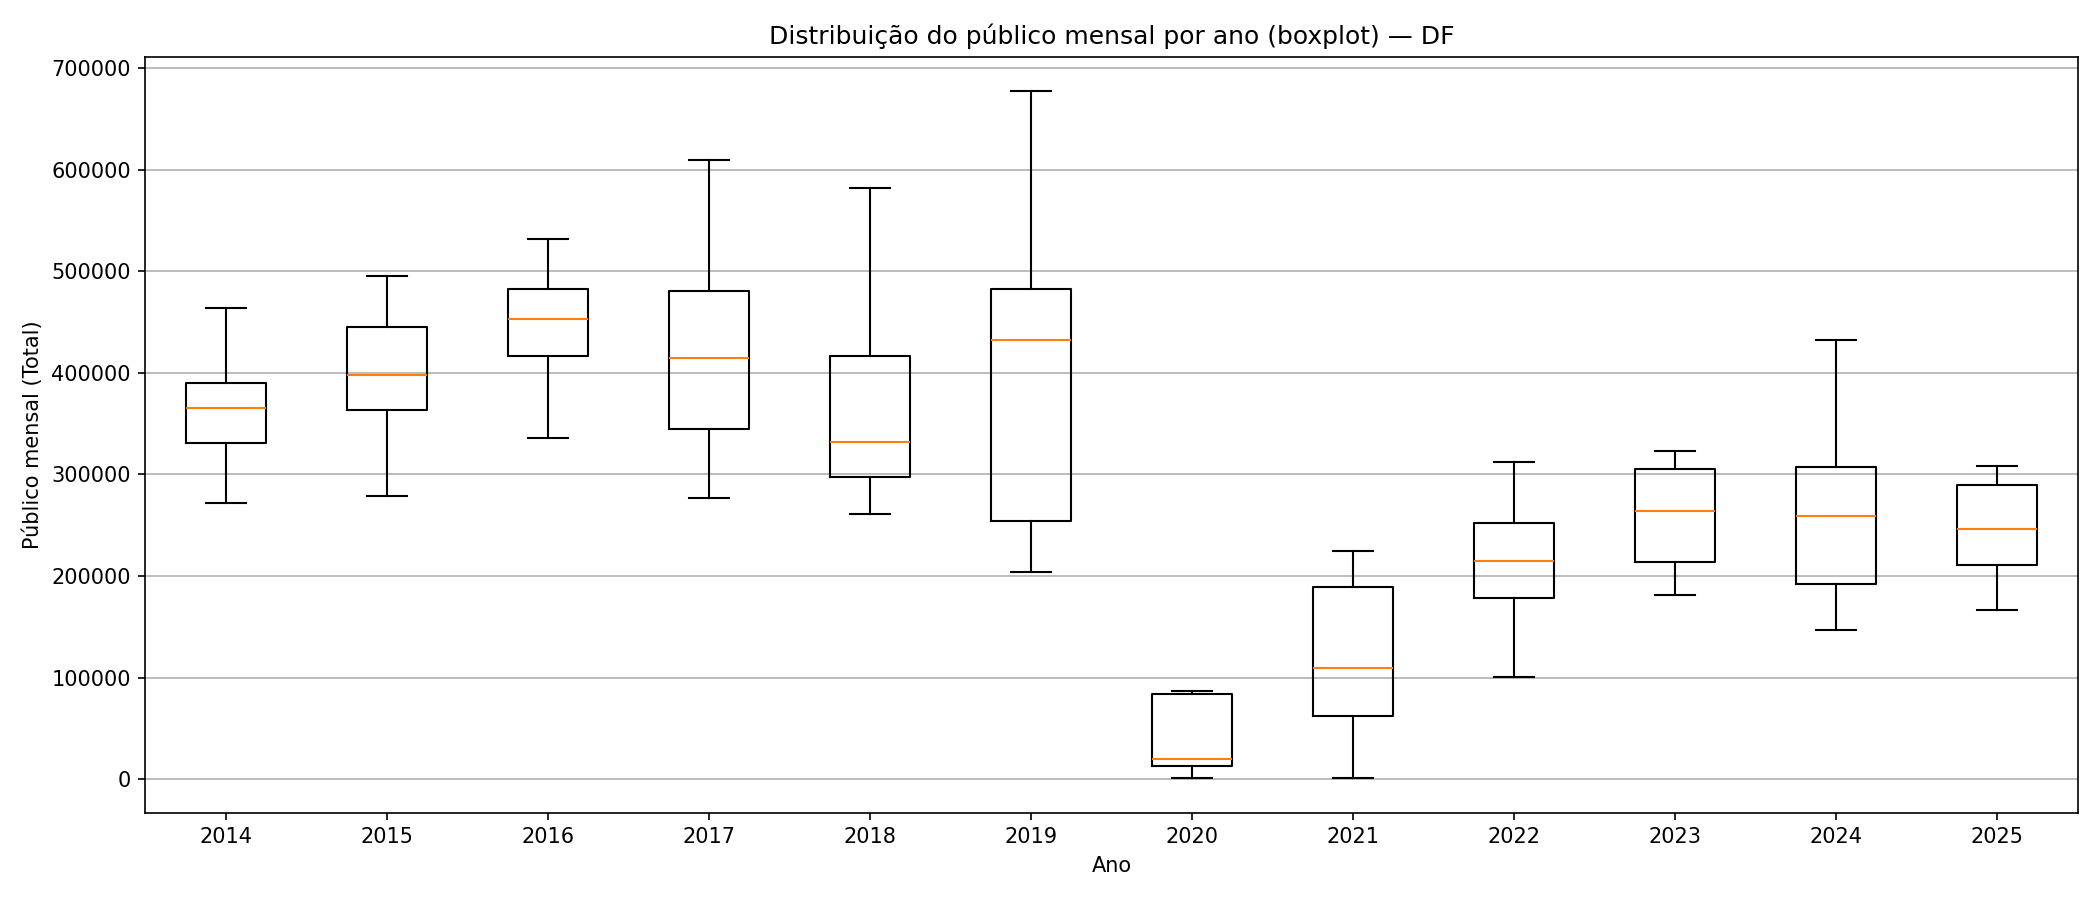 Distribuição do público mensal por ano (boxplot) — DF
Público mensal (Total)
700000
600000
500000
400000
300000
200000
100000
0
2014 2015 2016 2017 2018 2019 2020 2021 2022 2023 2024 2025
Ano